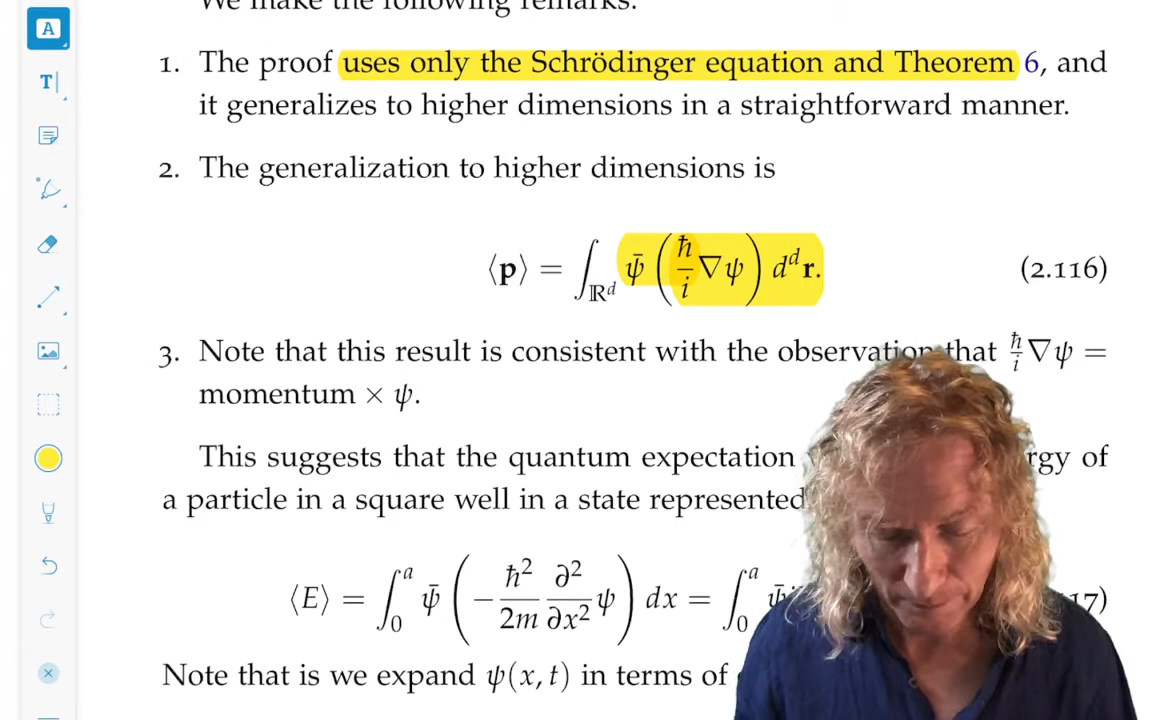 We make the following remarks.
A
1. The proof uses only the Schrödinger equation and Theorem 6, and
T
it generalizes to higher dimensions in a straightforward manner.
2. The generalization to higher dimensions is
⟨p⟩ = ∫_{ℝ^d} ψ̄ (ℏ/i ∇ψ) d^d r. (2.116)
3. Note that this result is consistent with the observation that ℏ/i ∇ψ =
momentum × ψ.
This suggests that the quantum expectation of
a particle in a square well in a state represented
⟨E⟩ = ∫_0^a ψ̄ (−ℏ²/2m ∂²/∂x² ψ) dx = ∫_0^a ψ̄
Note that is we expand ψ(x, t) in terms of